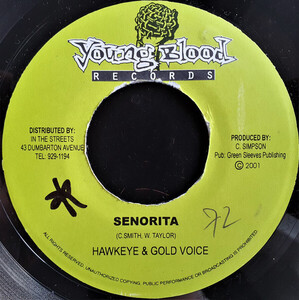 Young Blood
RECORDS
DISTRIBUTED BY:
IN THE STREETS
43 DUMBARTON AVENUE
TEL: 929-1194
PRODUCED BY:
C. SIMPSON
Pub: Green Sleeves Publishing
© 2001
SENORITA
(C.SMITH, W. TAYLOR)
72
HAWKEYE & GOLD VOICE
ALL RIGHTS RESERVED. UNAUTHORIZED COPYING, PUBLIC PERFORMANCE OR BROADCASTING IS PROHIBITED